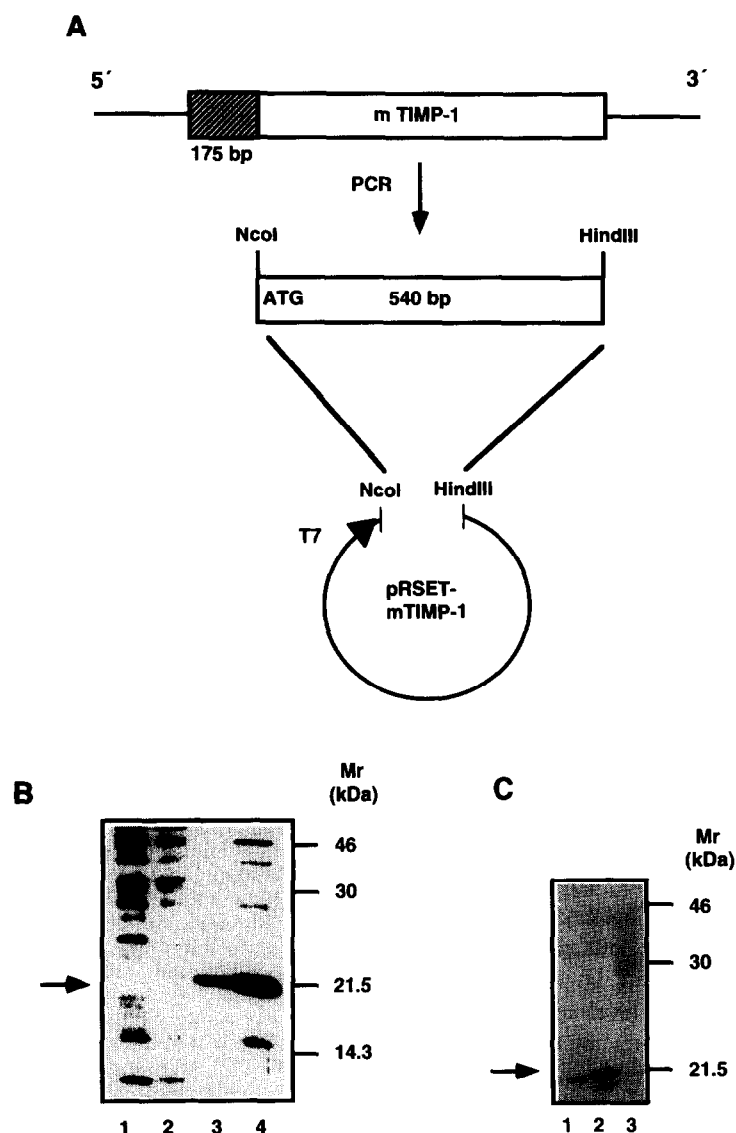 A
5´ 3´
m TIMP-1
175 bp
PCR
NcoI HindIII
ATG 540 bp
NcoI HindIII
T7
pRSET-
mTIMP-1
B
Mr
(kDa)
46
30
21.5
14.3
1 2 3 4
C
Mr
(kDa)
46
30
21.5
1 2 3